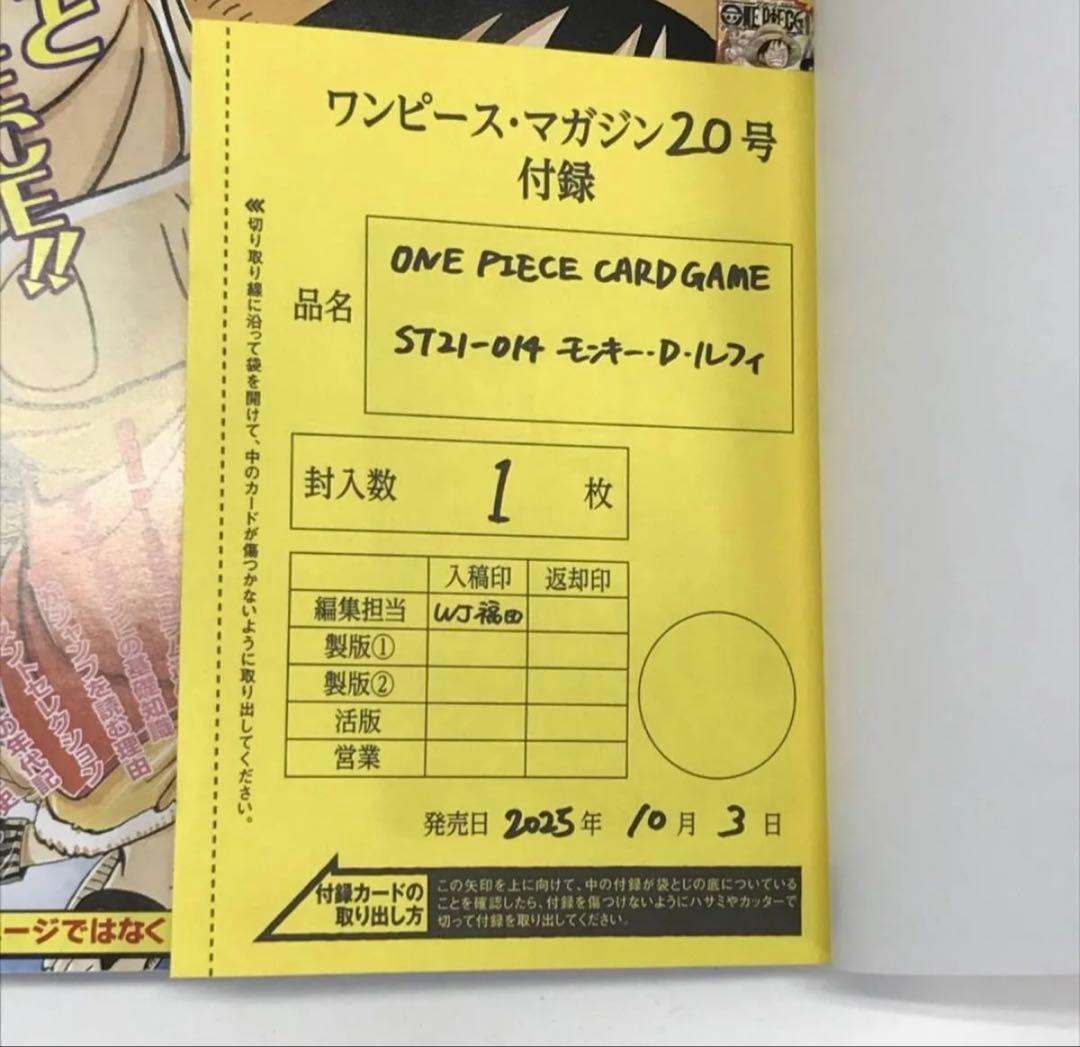 ONE PIECE
ワンピース・マガジン20号
付録
品名
ONE PIECE CARD GAME
ST21-014 モンキー・D・ルフィ
封入数 1 枚
入稿印 返却印
編集担当 WJ福田
製版①
製版②
活版
営業
発売日 2025年 10月 3日
付録カードの
取り出し方
この矢印を上に向けて、中の付録が袋とじの底についている
ことを確認したら、付録を傷つけないようにハサミやカッターで
切って付録を取り出してください。
≪切り取り線に沿って袋を開けて、中のカードが傷つかないように取り出してください。
ージではなく